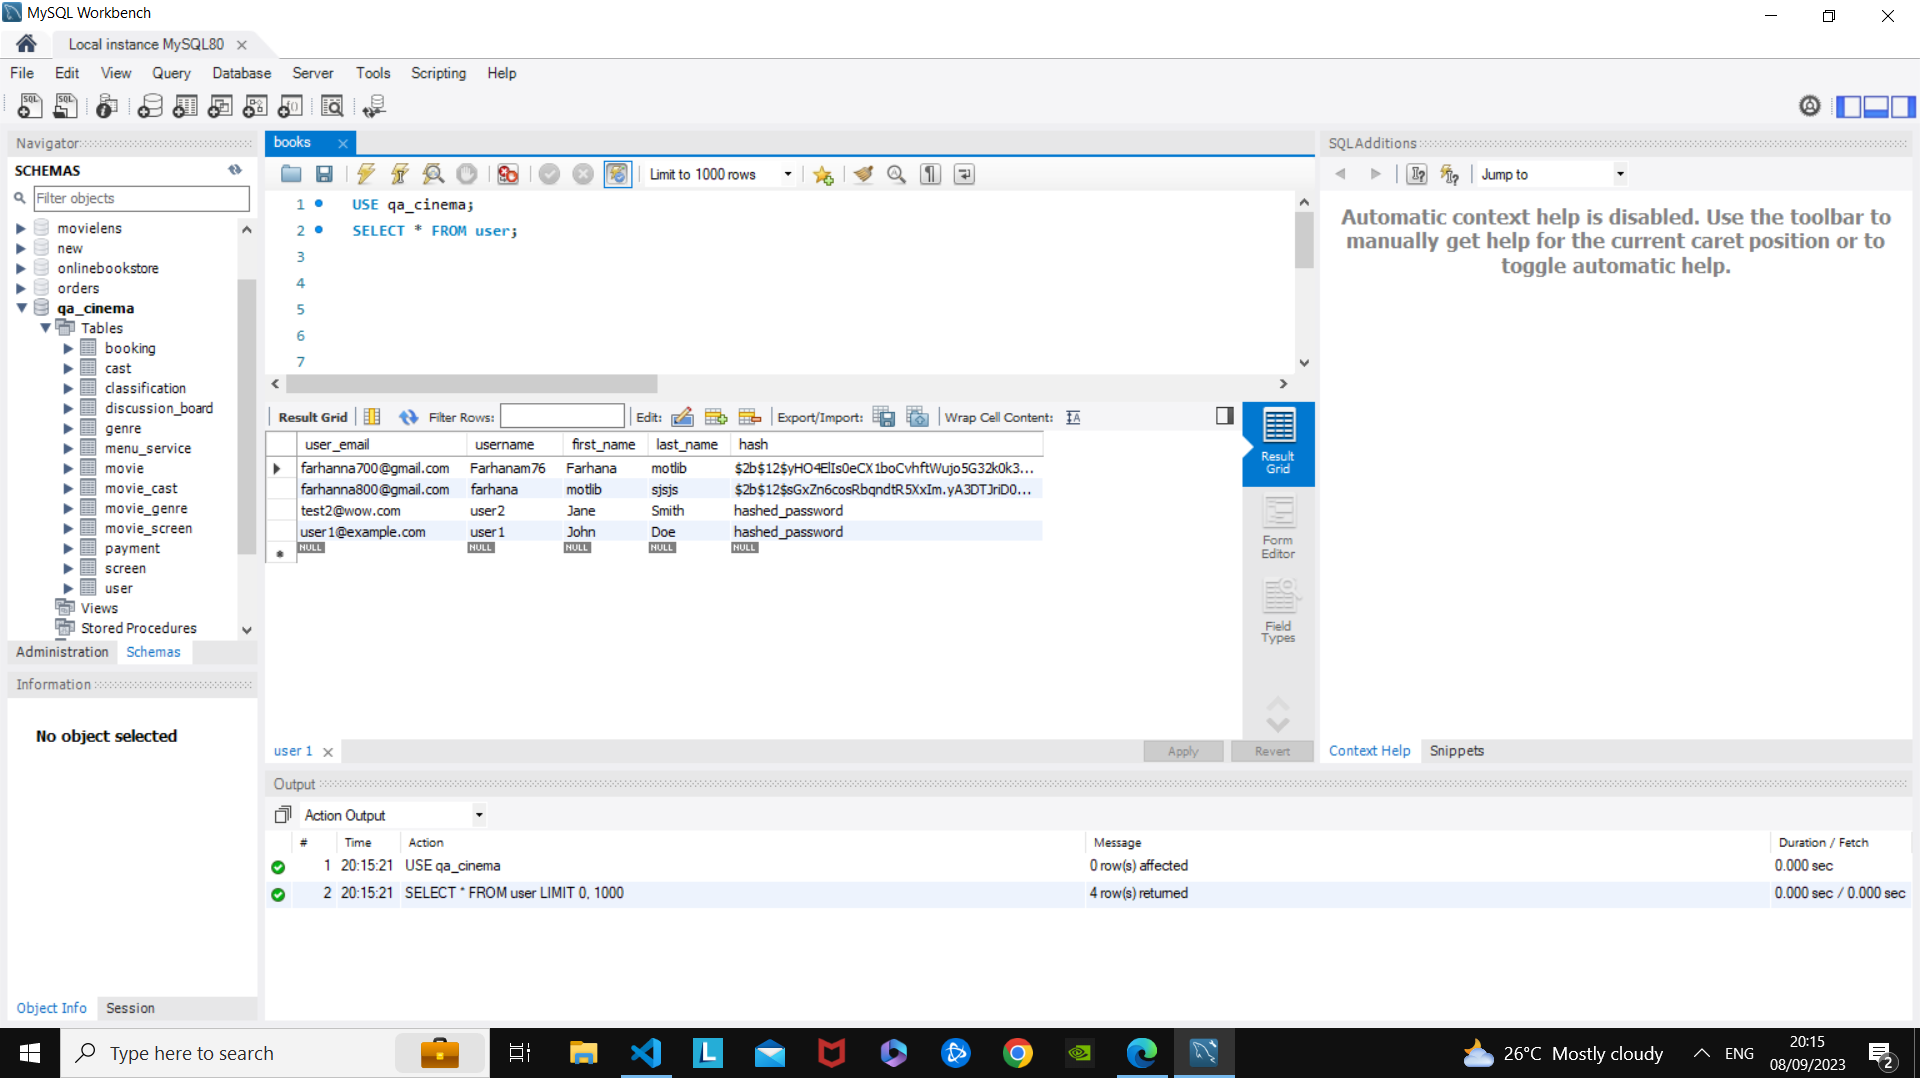 MySQL Workbench
Local instance MySQL80
File Edit View Query Database Server Tools Scripting Help
Navigator
SCHEMAS
Filter objects
movielens
new
onlinebookstore
orders
qa_cinema
Tables
booking
cast
classification
discussion_board
genre
menu_service
movie
movie_cast
movie_genre
movie_screen
payment
screen
user
Views
Stored Procedures
Administration Schemas
Information
No object selected
Object Info Session
books
Limit to 1000 rows
1 USE qa_cinema;
2 SELECT * FROM user;
3
4
5
6
7
Result Grid Filter Rows: Edit: Export/Import: Wrap Cell Content:
user_email username first_name last_name hash
farhanna700@gmail.com Farhanam76 Farhana motlib $2b$12$yHO4ElIs0eCX1boCvhftWujo5G32k0k3...
farhanna800@gmail.com farhana motlib sjsjs $2b$12$sGxZn6cosRbqndtR5XxIm.yA3DTJriD0...
test2@wow.com user2 Jane Smith hashed_password
user1@example.com user1 John Doe hashed_password
NULL NULL NULL NULL NULL
Result Grid
Form Editor
Field Types
user 1 Apply Revert
SQLAdditions
Jump to
Automatic context help is disabled. Use the toolbar to
manually get help for the current caret position or to
toggle automatic help.
Context Help Snippets
Output
Action Output
# Time Action Message Duration / Fetch
1 20:15:21 USE qa_cinema 0 row(s) affected 0.000 sec
2 20:15:21 SELECT * FROM user LIMIT 0, 1000 4 row(s) returned 0.000 sec / 0.000 sec
Type here to search
26°C Mostly cloudy
ENG
20:15
08/09/2023
2